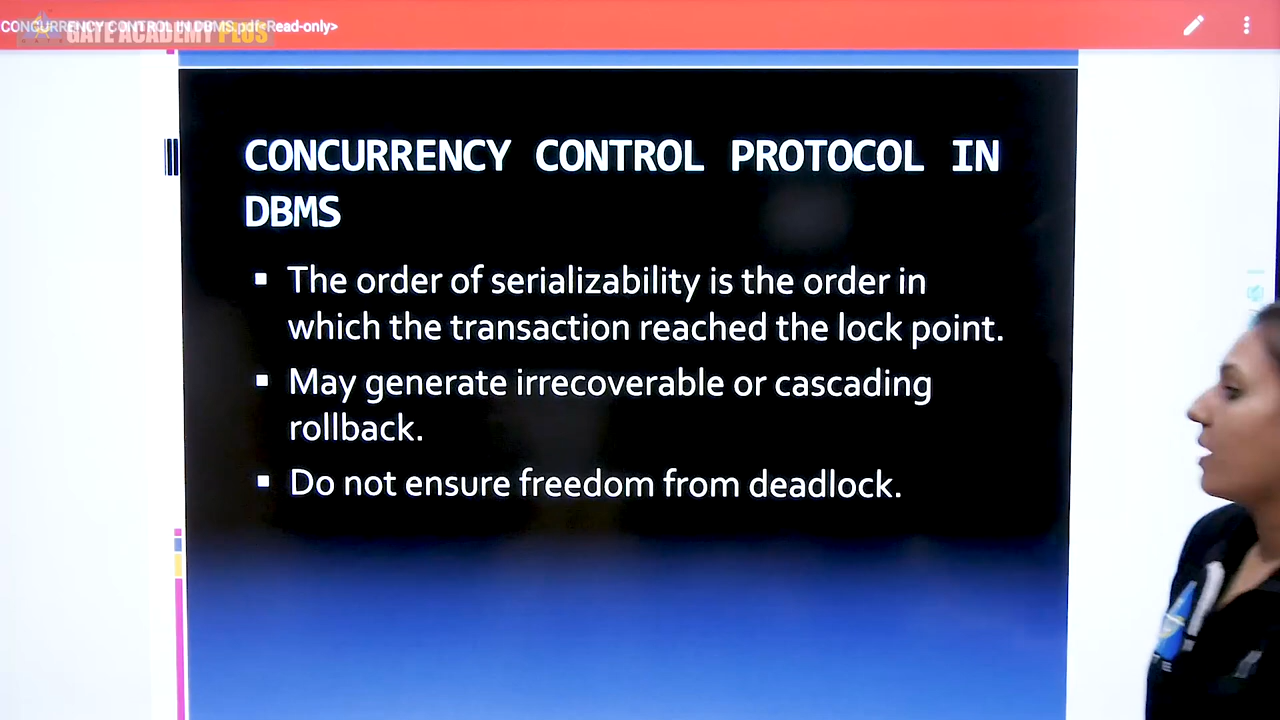 CONCURRENCY CONTROL IN DBMS.pdf<Read-only>
GATE ACADEMY PLUS
CONCURRENCY CONTROL PROTOCOL IN
DBMS
▪ The order of serializability is the order in
which the transaction reached the lock point.
▪ May generate irrecoverable or cascading
rollback.
▪ Do not ensure freedom from deadlock.